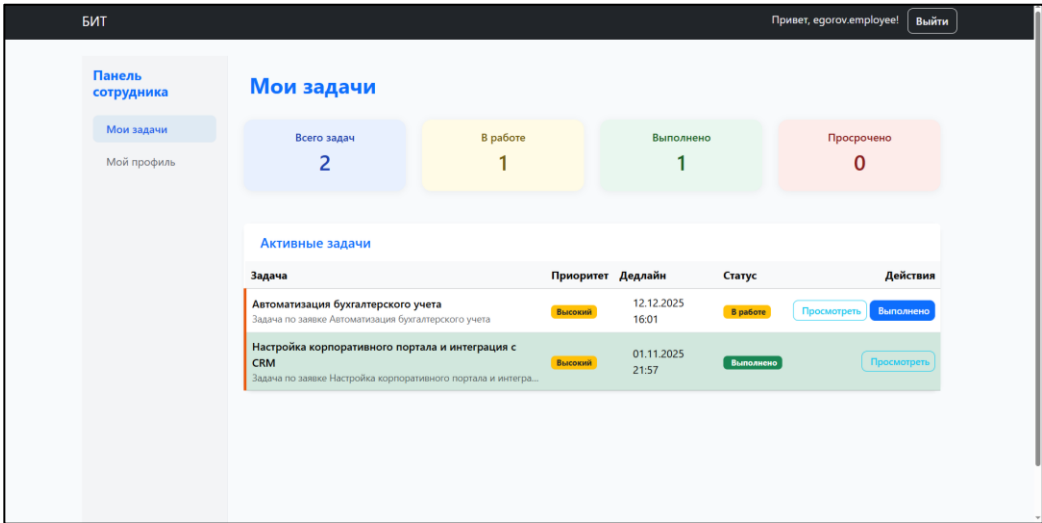 БИТ
Привет, egorov.employee!
Выйти
Панель
сотрудника
Мои задачи
Мой профиль
Мои задачи
Всего задач
2
В работе
1
Выполнено
1
Просрочено
0
Активные задачи
Задача Приоритет Дедлайн Статус Действия
Автоматизация бухгалтерского учета
Задача по заявке Автоматизация бухгалтерского учета
Высокий
12.12.2025
16:01
В работе
Просмотреть
Выполнено
Настройка корпоративного портала и интеграция с
CRM
Задача по заявке Настройка корпоративного портала и интегра...
Высокий
01.11.2025
21:57
Выполнено
Просмотреть